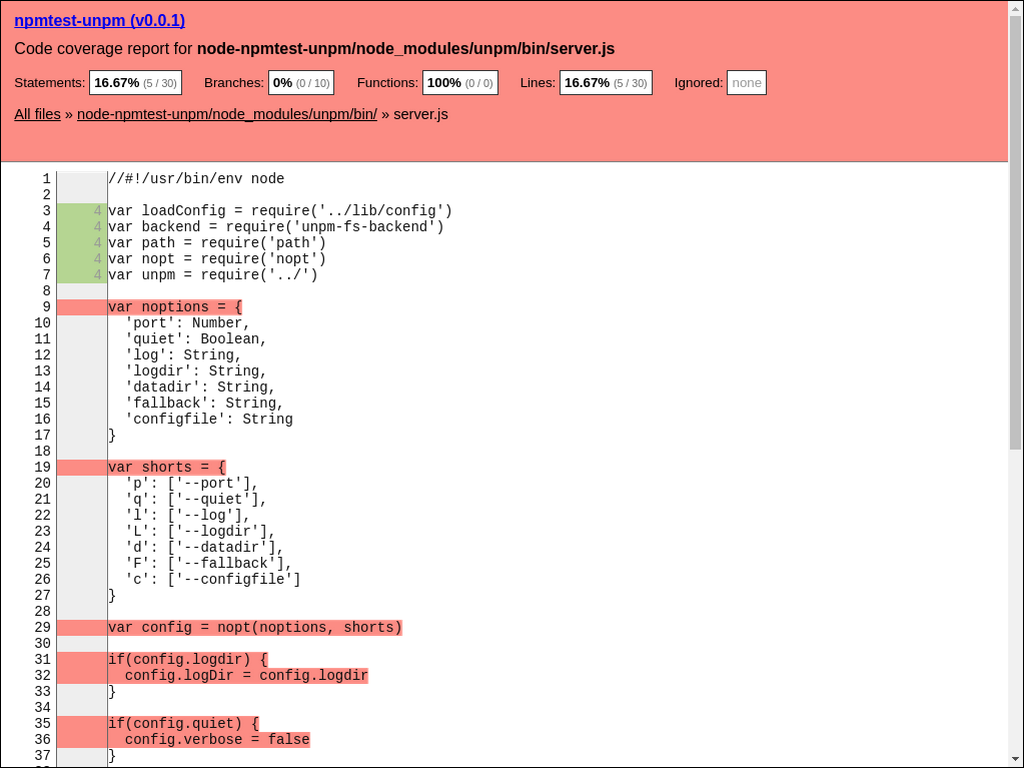 npmtest-unpm (v0.0.1)
Code coverage report for node-npmtest-unpm/node_modules/unpm/bin/server.js
Statements: 16.67% (5 / 30) Branches: 0% (0 / 10) Functions: 100% (0 / 0) Lines: 16.67% (5 / 30) Ignored: none
All files » node-npmtest-unpm/node_modules/unpm/bin/ » server.js
1 //#!/usr/bin/env node
2
3 4 var loadConfig = require('../lib/config')
4 4 var backend = require('unpm-fs-backend')
5 4 var path = require('path')
6 4 var nopt = require('nopt')
7 4 var unpm = require('../')
8
9 var noptions = {
10 'port': Number,
11 'quiet': Boolean,
12 'log': String,
13 'logdir': String,
14 'datadir': String,
15 'fallback': String,
16 'configfile': String
17 }
18
19 var shorts = {
20 'p': ['--port'],
21 'q': ['--quiet'],
22 'l': ['--log'],
23 'L': ['--logdir'],
24 'd': ['--datadir'],
25 'F': ['--fallback'],
26 'c': ['--configfile']
27 }
28
29 var config = nopt(noptions, shorts)
30
31 if(config.logdir) {
32 config.logDir = config.logdir
33 }
34
35 if(config.quiet) {
36 config.verbose = false
37 }